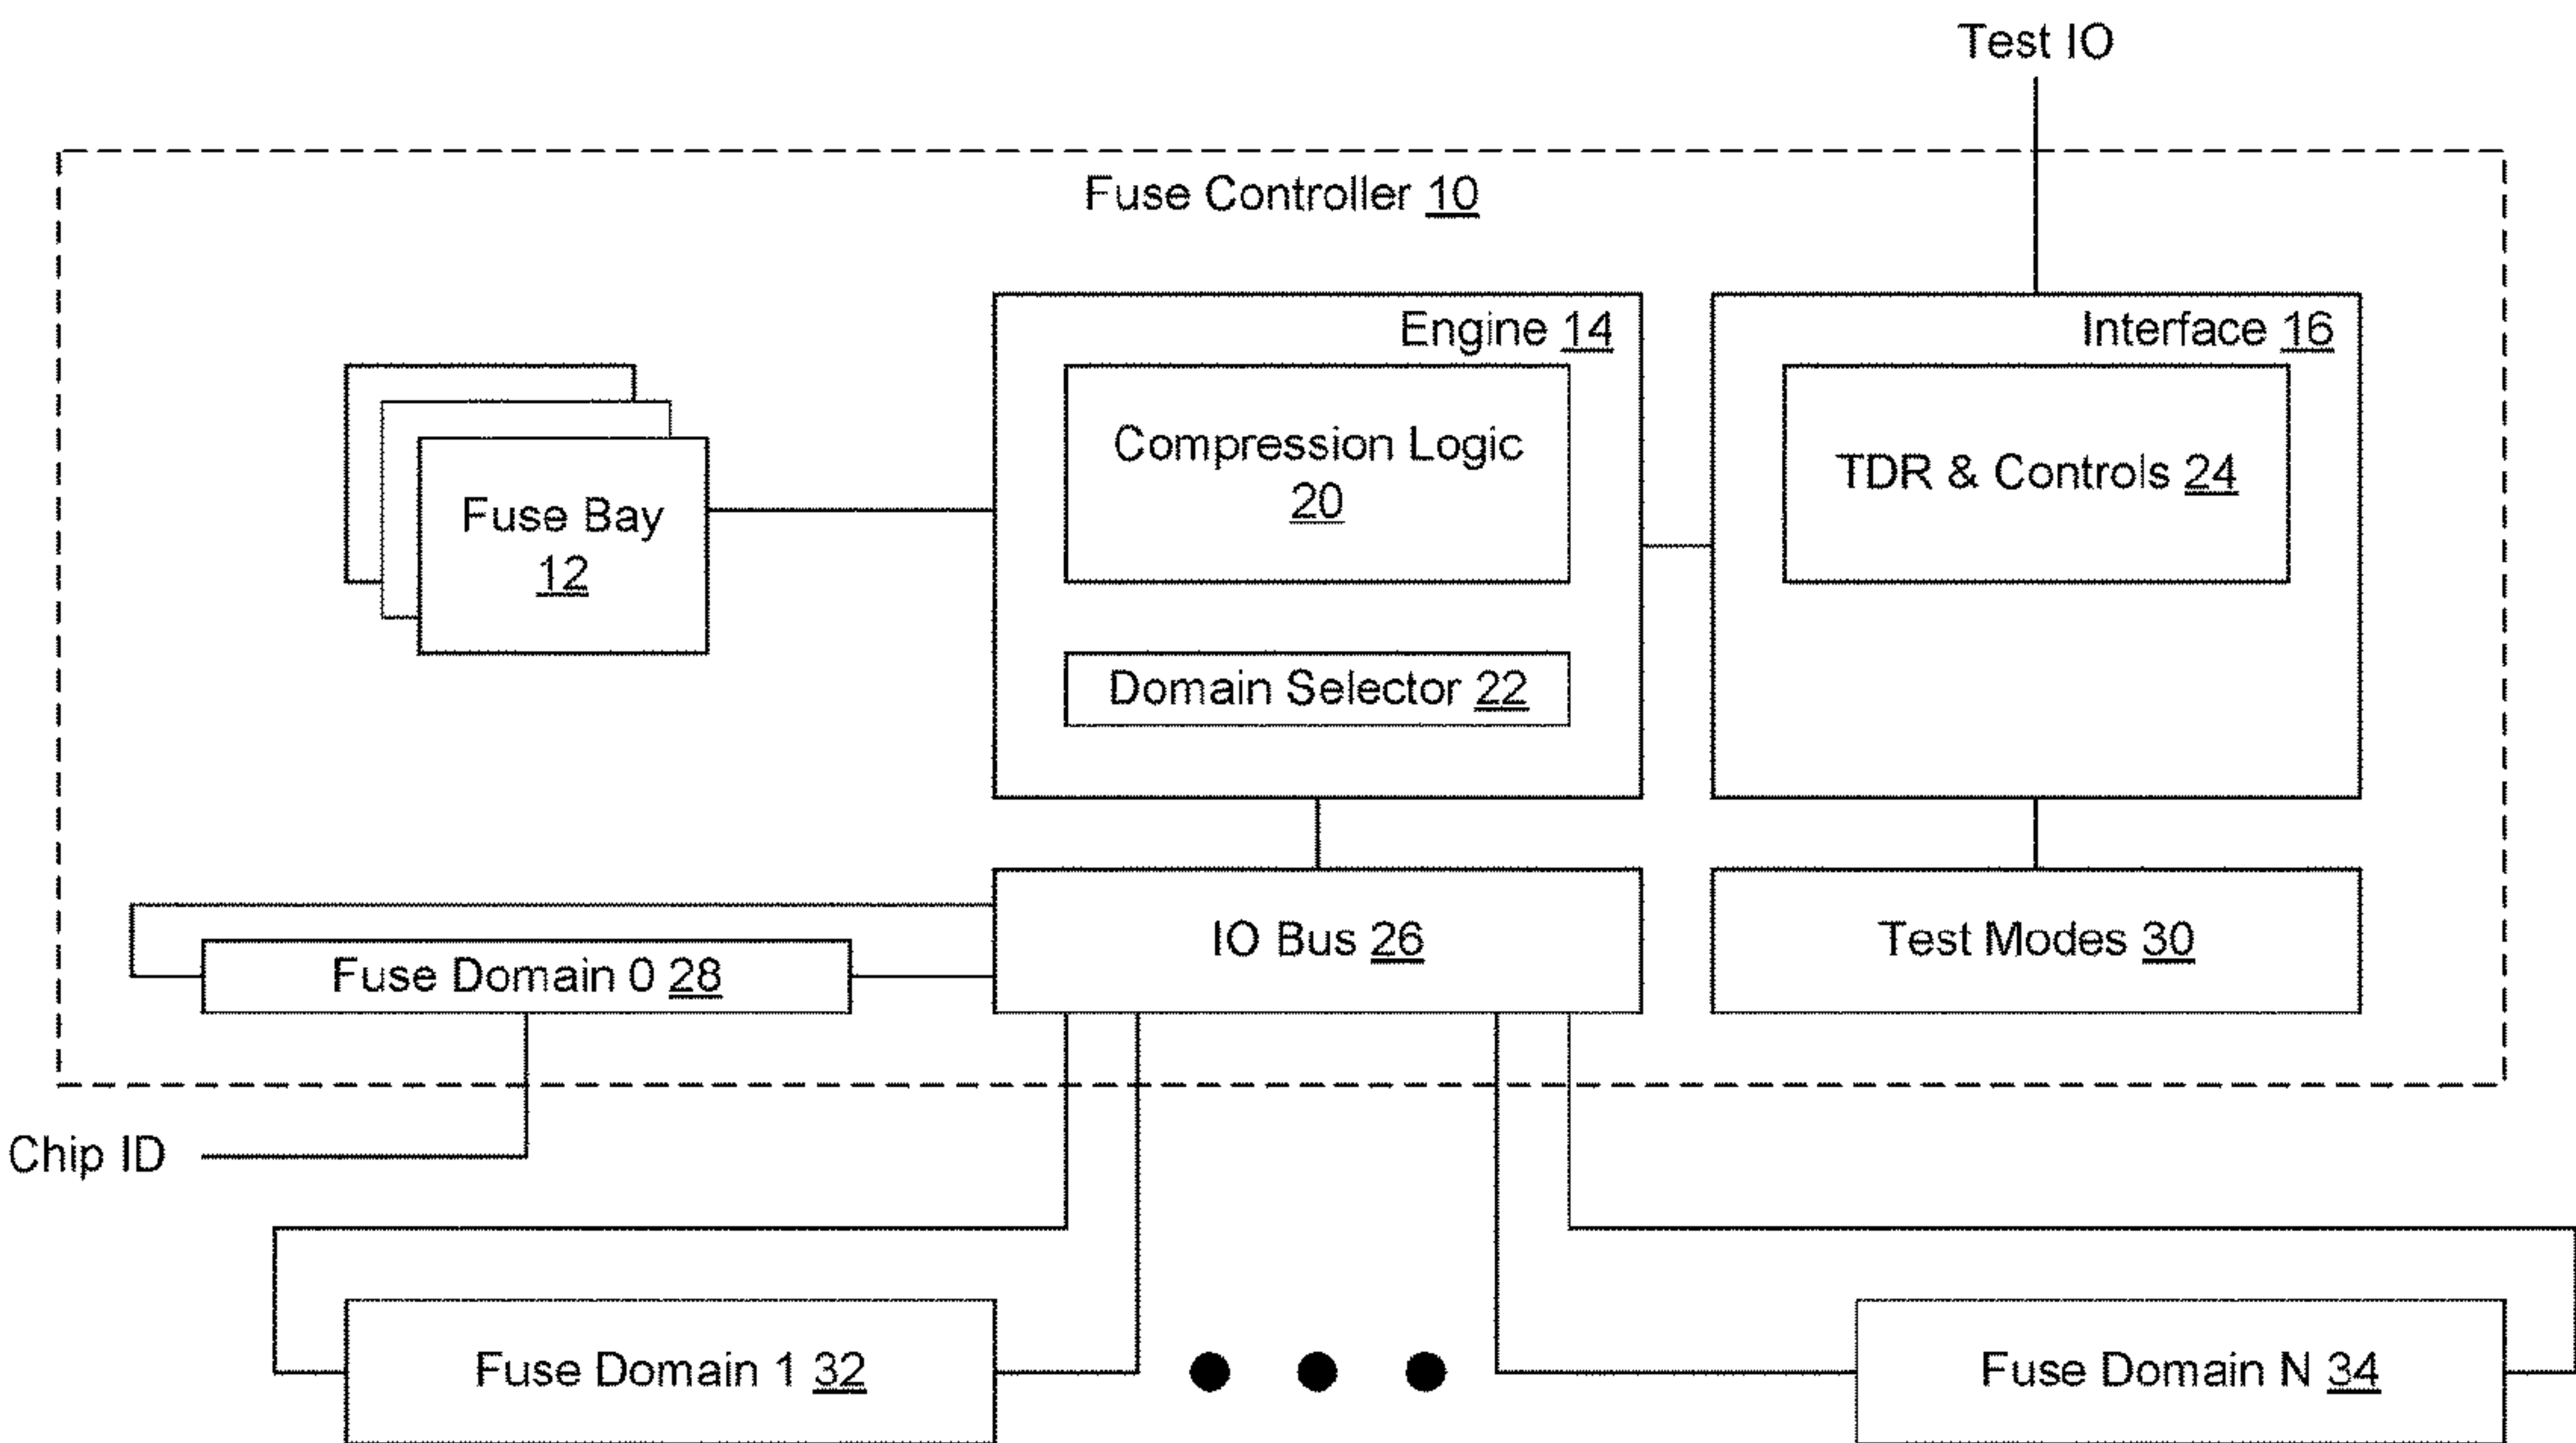 Test IO
Fuse Controller 10
Engine 14
Interface 16
Compression Logic
20
TDR & Controls 24
Fuse Bay
12
Domain Selector 22
IO Bus 26
Test Modes 30
Fuse Domain 0 28
Chip ID
Fuse Domain 1 32
Fuse Domain N 34